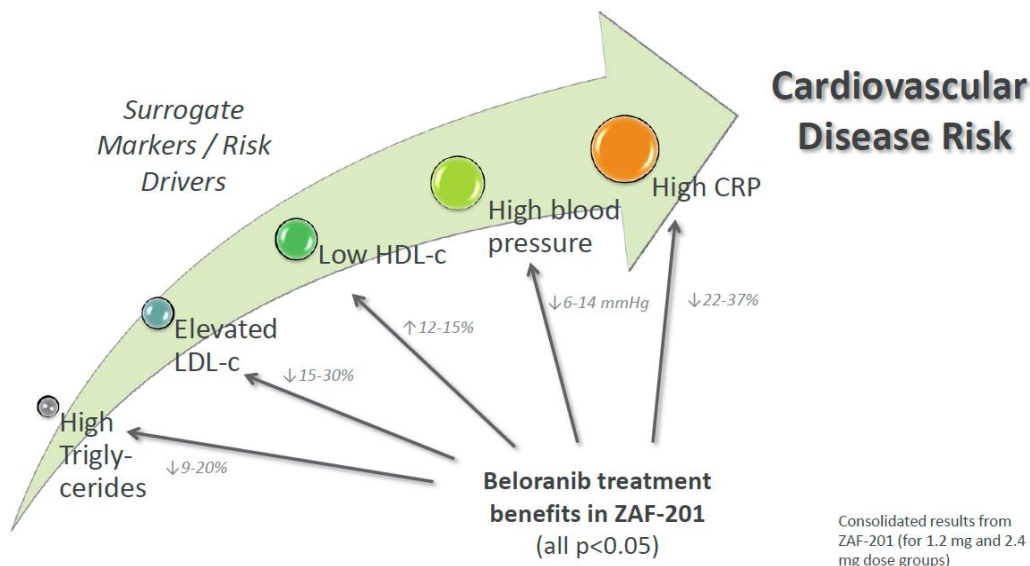 Surrogate
Markers / Risk
Drivers
Cardiovascular
Disease Risk
High CRP
High blood
pressure
Low HDL-c
Elevated
LDL-c
High
Trigly-
cerides
↓9-20%
↓15-30%
↑12-15%
↓6-14 mmHg
↓22-37%
Beloranib treatment
benefits in ZAF-201
(all p<0.05)
Consolidated results from
ZAF-201 (for 1.2 mg and 2.4
mg dose groups)